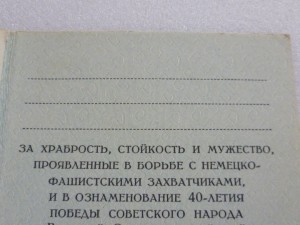 ЗА ХРАБРОСТЬ, СТОЙКОСТЬ И МУЖЕСТВО,
ПРОЯВЛЕННЫЕ В БОРЬБЕ С НЕМЕЦКО-
ФАШИСТСКИМИ ЗАХВАТЧИКАМИ,
И В ОЗНАМЕНОВАНИЕ 40-ЛЕТИЯ
ПОБЕДЫ СОВЕТСКОГО НАРОДА